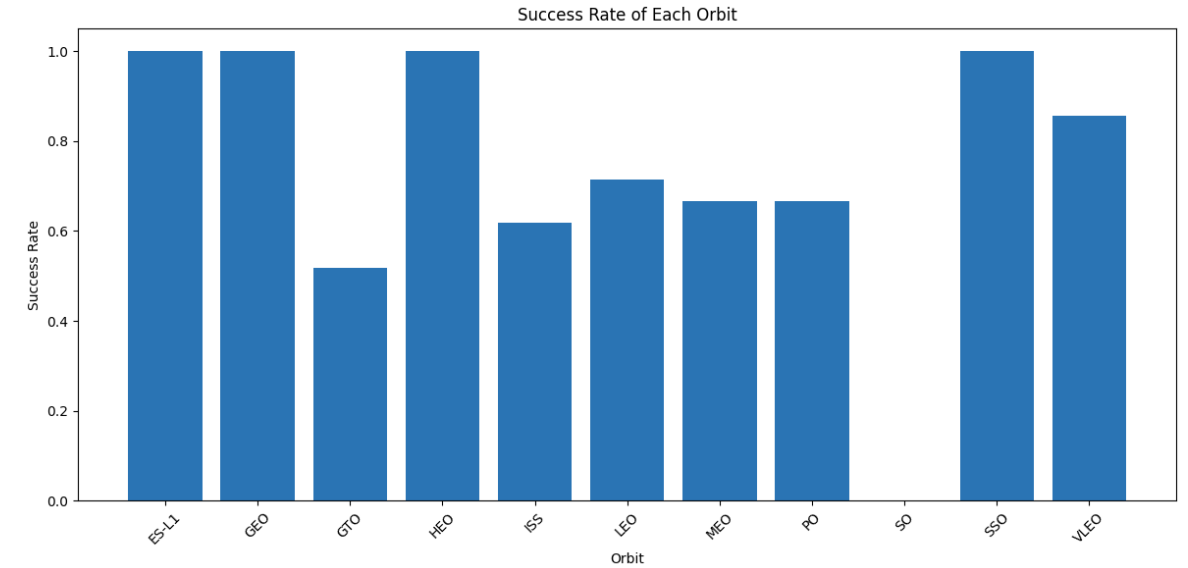 Success Rate of Each Orbit
Success Rate
1.0
0.8
0.6
0.4
0.2
0.0
ES-L1
GEO
GTO
HEO
ISS
LEO
MEO
PO
SO
SSO
VLEO
Orbit